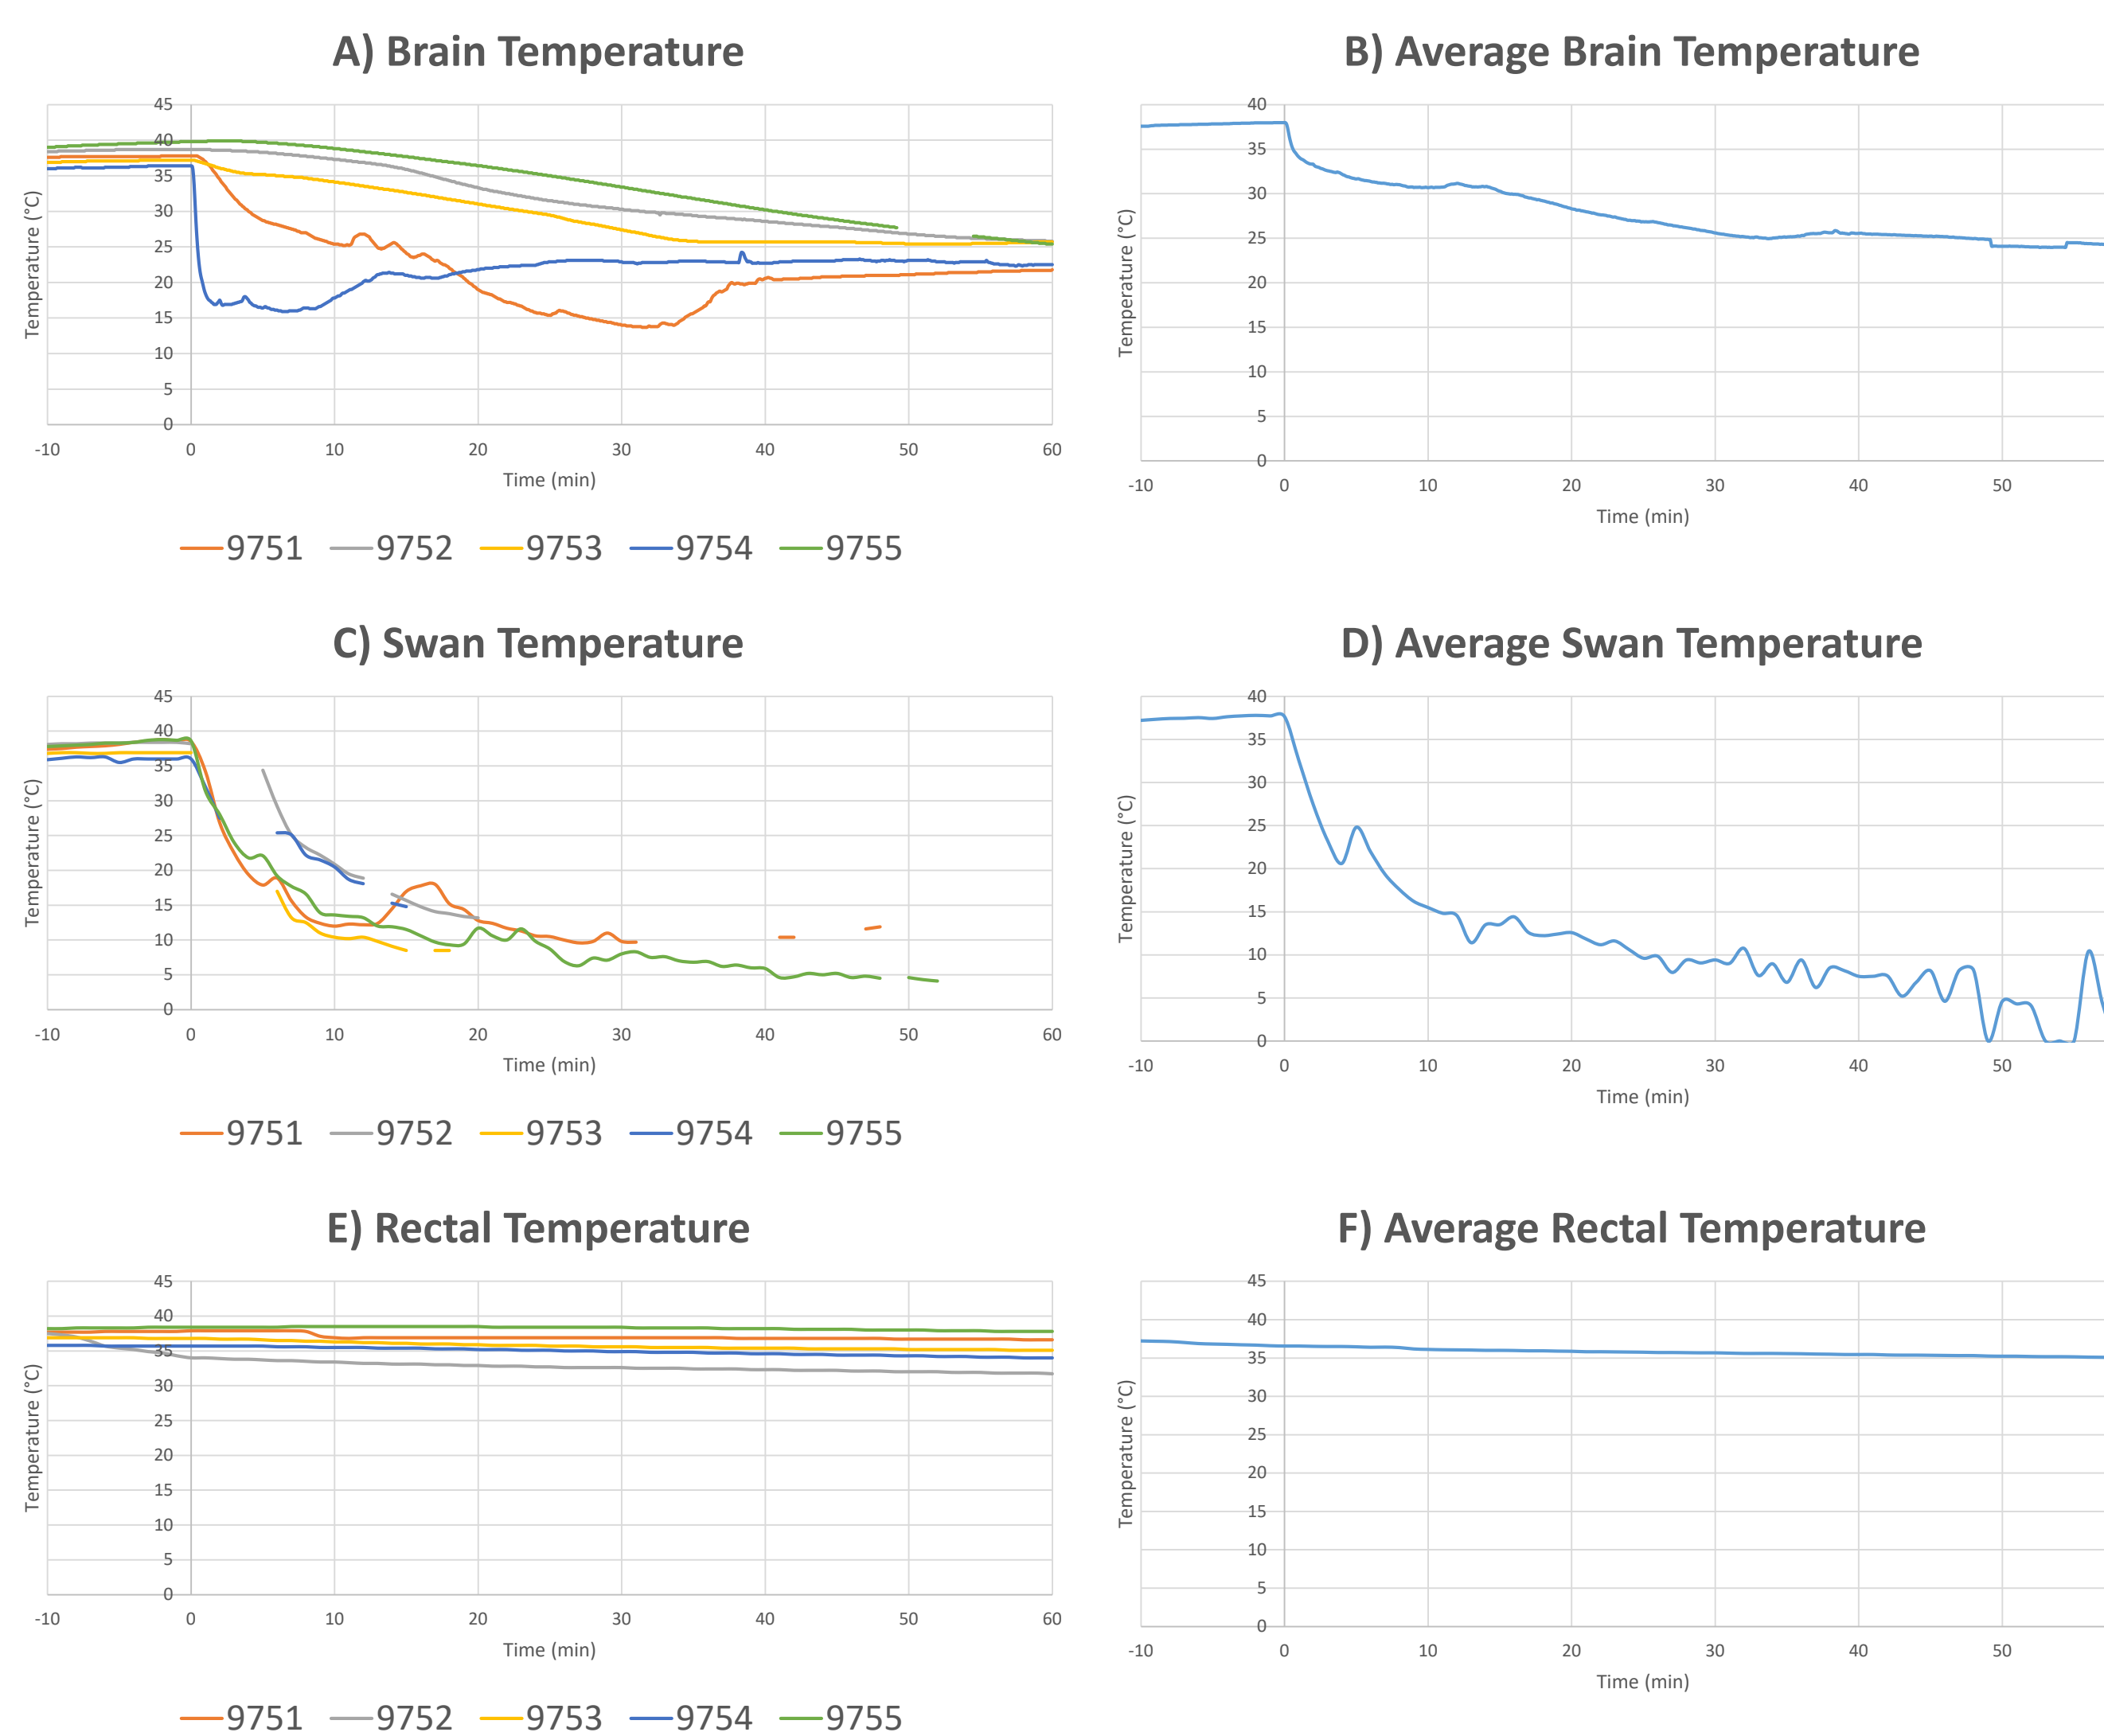 A) Brain Temperature
45
40
35
30
25
20
15
10
5
0
-10 0 10 20 30 40 50 60
Temperature (°C)
Time (min)
9751 9752 9753 9754 9755
B) Average Brain Temperature
40
35
30
25
20
15
10
5
0
-10 0 10 20 30 40 50
Temperature (°C)
Time (min)
C) Swan Temperature
45
40
35
30
25
20
15
10
5
0
-10 0 10 20 30 40 50 60
Temperature (°C)
Time (min)
9751 9752 9753 9754 9755
D) Average Swan Temperature
40
35
30
25
20
15
10
5
0
-10 0 10 20 30 40 50
Temperature (°C)
Time (min)
E) Rectal Temperature
45
40
35
30
25
20
15
10
5
0
-10 0 10 20 30 40 50 60
Temperature (°C)
Time (min)
9751 9752 9753 9754 9755
F) Average Rectal Temperature
45
40
35
30
25
20
15
10
5
0
-10 0 10 20 30 40 50
Temperature (°C)
Time (min)